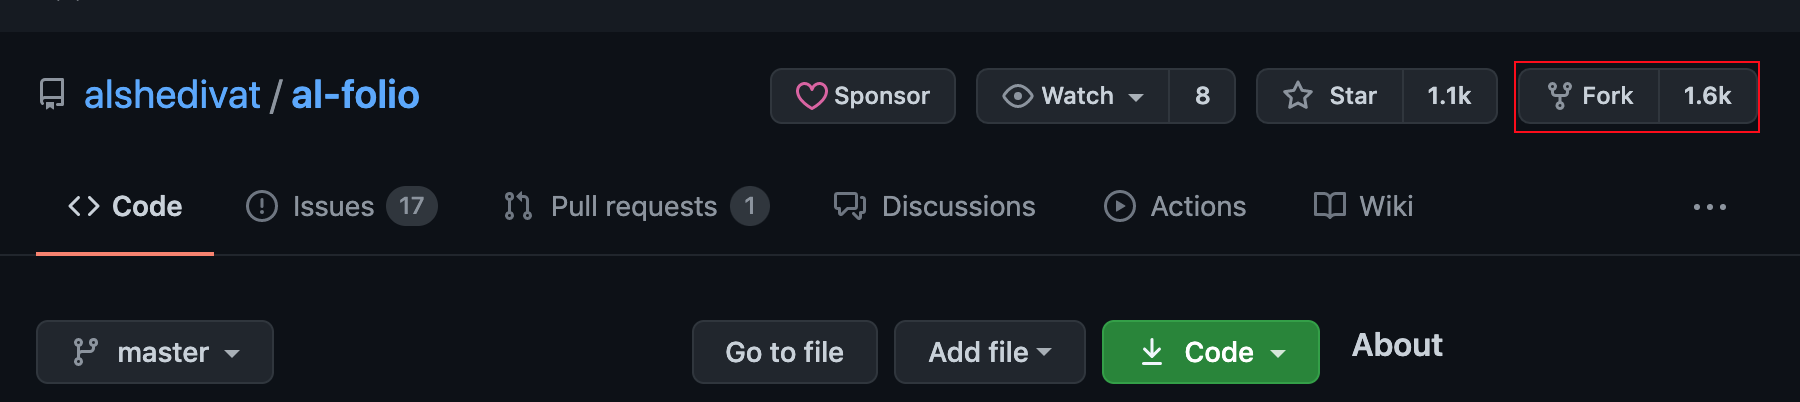 alshedivat / al-folio Sponsor Watch 8 Star 1.1k Fork 1.6k
Code Issues 17 Pull requests 1 Discussions Actions Wiki
master Go to file Add file Code About